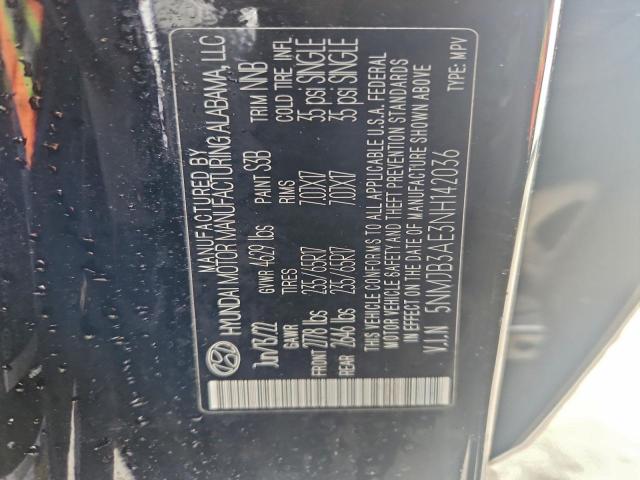 MANUFACTURED BY
HYUNDAI MOTOR MANUFACTURING ALABAMA, LLC
Jan/13/22 GVWR 4629 lbs PAINT S3B TRIM NNB
GAWR TIRES RIMS COLD TIRE INFL
FRONT 2778 lbs 235/65R17 7.0JX17 35 psi SINGLE
REAR 2646 lbs 235/65R17 7.0JX17 35 psi SINGLE
THIS VEHICLE CONFORMS TO ALL APPLICABLE U.S.A. FEDERAL
MOTOR VEHICLE SAFETY AND THEFT PREVENTION STANDARDS
IN EFFECT ON THE DATE OF MANUFACTURE SHOWN ABOVE
V.I.N 5NMJB3AE3NH142036 TYPE: MPV